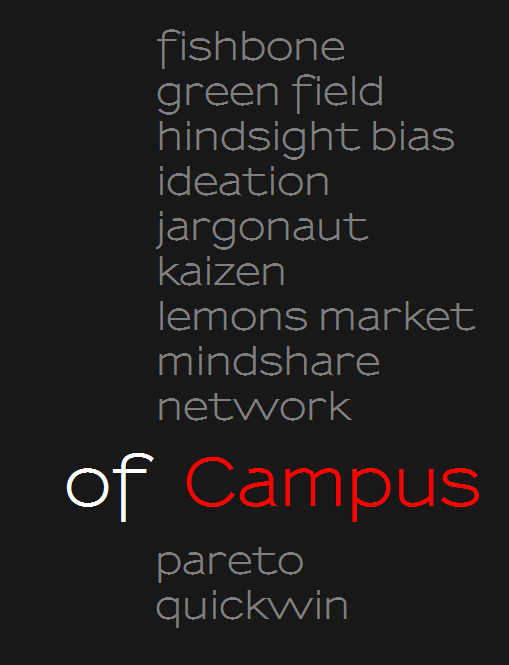 fishbone
green field
hindsight bias
ideation
jargonaut
kaizen
lemons market
mindshare
network
of Campus
pareto
quickwin